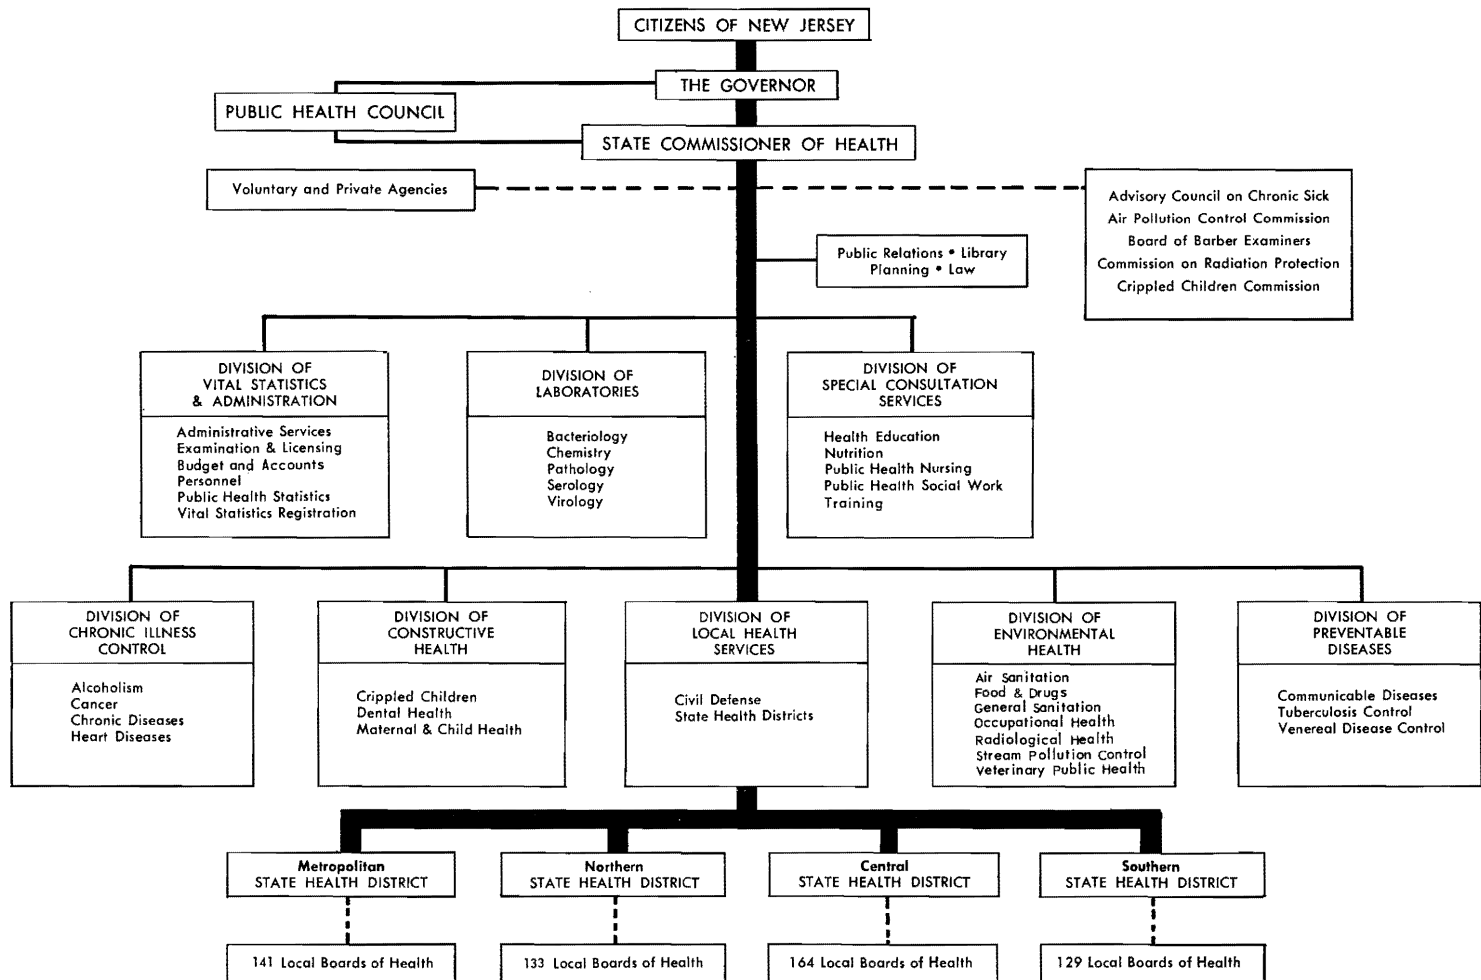 CITIZENS OF NEW JERSEY
THE GOVERNOR
PUBLIC HEALTH COUNCIL
STATE COMMISSIONER OF HEALTH
Voluntary and Private Agencies
Advisory Council on Chronic Sick
Air Pollution Control Commission
Board of Barber Examiners
Commission on Radiation Protection
Crippled Children Commission
Public Relations • Library
Planning • Law
DIVISION OF
VITAL STATISTICS
& ADMINISTRATION
Administrative Services
Examination & Licensing
Budget and Accounts
Personnel
Public Health Statistics
Vital Statistics Registration
DIVISION OF
LABORATORIES
Bacteriology
Chemistry
Pathology
Serology
Virology
DIVISION OF
SPECIAL CONSULTATION
SERVICES
Health Education
Nutrition
Public Health Nursing
Public Health Social Work
Training
DIVISION OF
CHRONIC ILLNESS
CONTROL
Alcoholism
Cancer
Chronic Diseases
Heart Diseases
DIVISION OF
CONSTRUCTIVE
HEALTH
Crippled Children
Dental Health
Maternal & Child Health
DIVISION OF
LOCAL HEALTH
SERVICES
Civil Defense
State Health Districts
DIVISION OF
ENVIRONMENTAL
HEALTH
Air Sanitation
Food & Drugs
General Sanitation
Occupational Health
Radiological Health
Stream Pollution Control
Veterinary Public Health
DIVISION OF
PREVENTABLE
DISEASES
Communicable Diseases
Tuberculosis Control
Venereal Disease Control
Metropolitan
STATE HEALTH DISTRICT
Northern
STATE HEALTH DISTRICT
Central
STATE HEALTH DISTRICT
Southern
STATE HEALTH DISTRICT
141 Local Boards of Health
133 Local Boards of Health
164 Local Boards of Health
129 Local Boards of Health